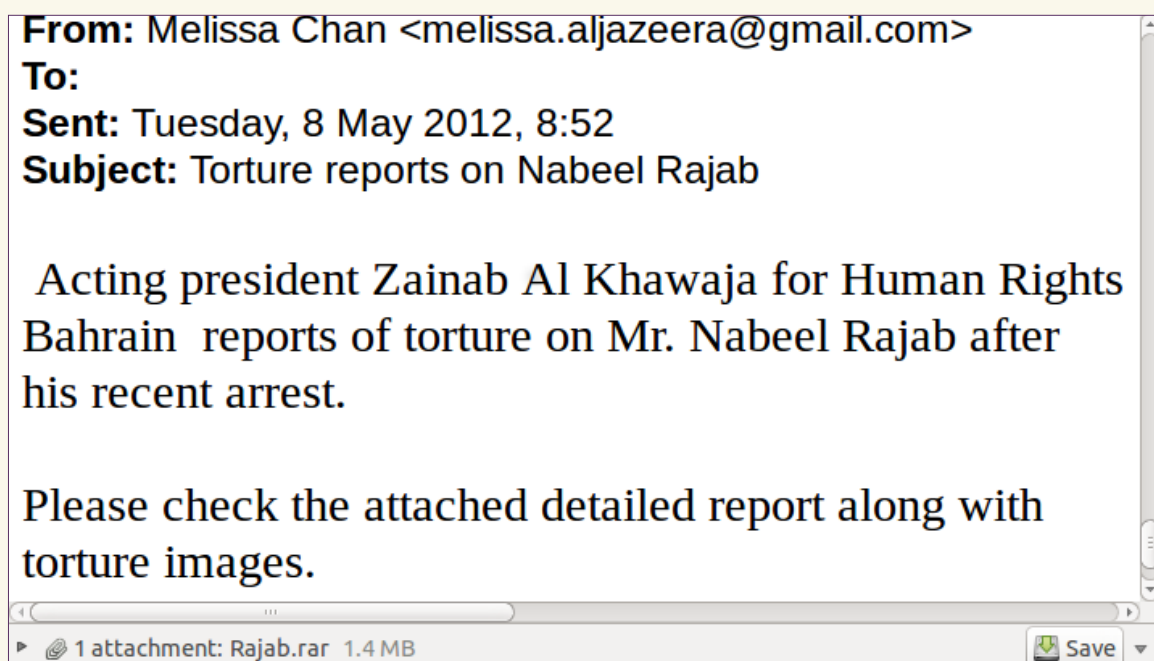 From: Melissa Chan <melissa.aljazeera@gmail.com>
To:
Sent: Tuesday, 8 May 2012, 8:52
Subject: Torture reports on Nabeel Rajab
Acting president Zainab Al Khawaja for Human Rights
Bahrain  reports of torture on Mr. Nabeel Rajab after
his recent arrest.
Please check the attached detailed report along with
torture images.
1 attachment: Rajab.rar 1.4 MB Save